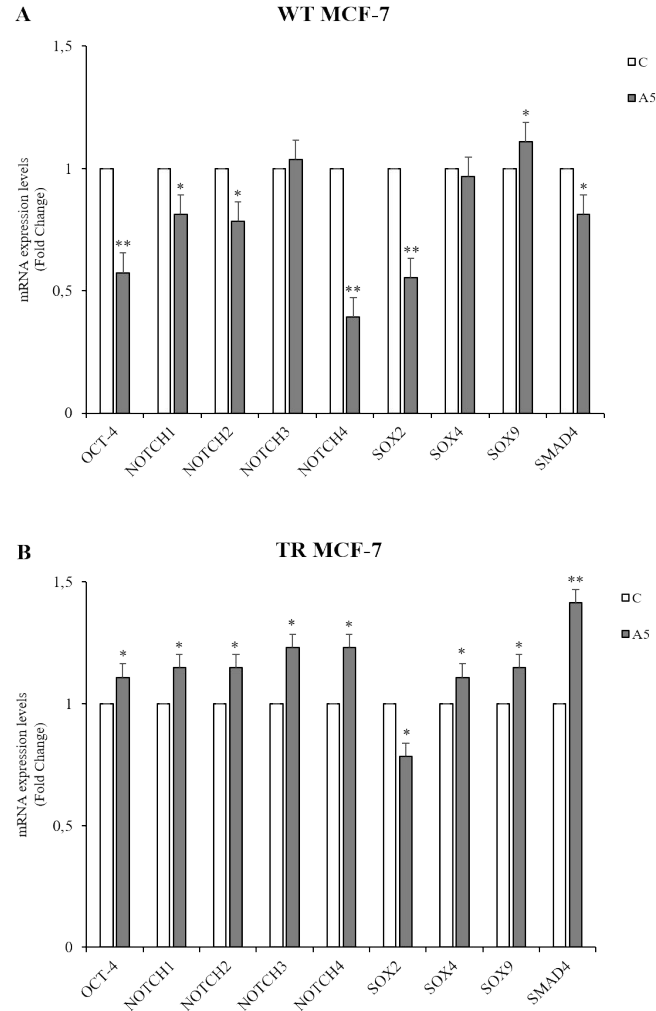 A
WT MCF-7
1,5
1
0,5
0
mRNA expression levels
(Fold Change)
C
A5
**
*
*
**
**
*
*
OCT-4
NOTCH1
NOTCH2
NOTCH3
NOTCH4
SOX2
SOX4
SOX9
SMAD4
B
TR MCF-7
1,5
1
0,5
0
mRNA expression levels
(Fold Change)
C
A5
*
*
*
*
*
*
*
*
**
OCT-4
NOTCH1
NOTCH2
NOTCH3
NOTCH4
SOX2
SOX4
SOX9
SMAD4